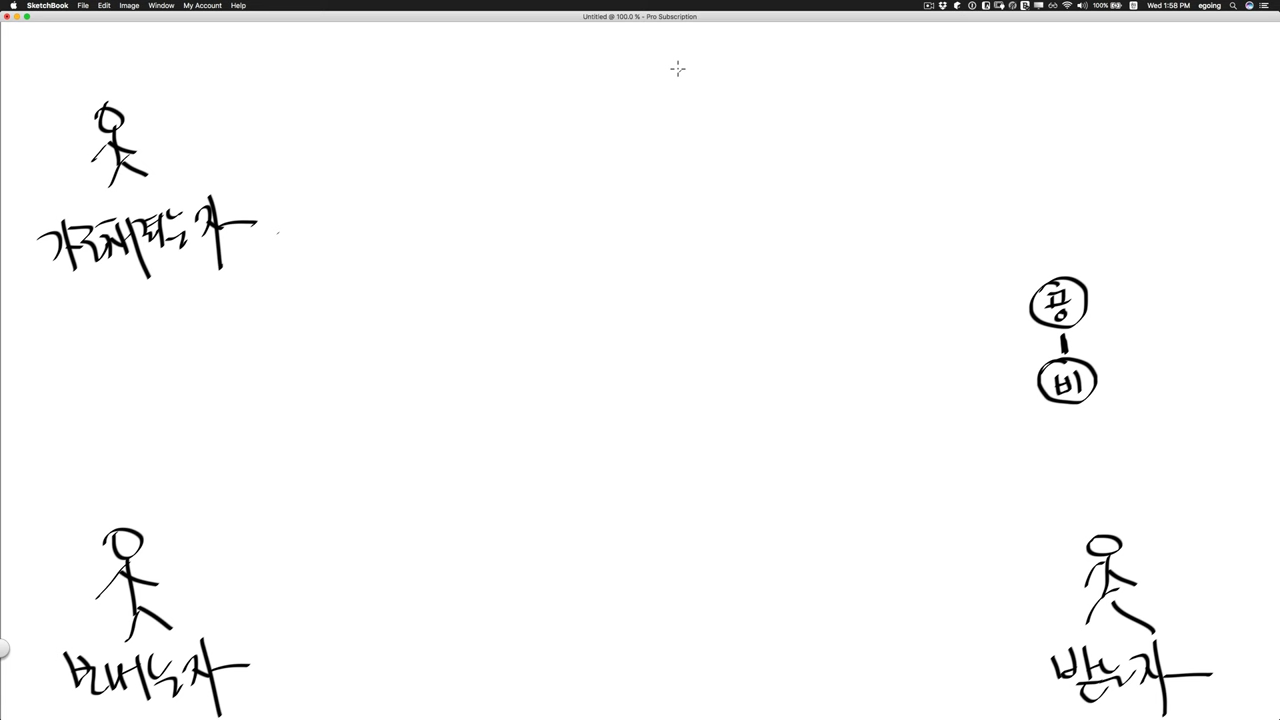 SketchBook File Edit Image Window My Account Help 100% Wed 1:58 PM egoing
Untitled @ 100.0 % - Pro Subscription
가로채는 자
공
비
보내는 자
받는 자